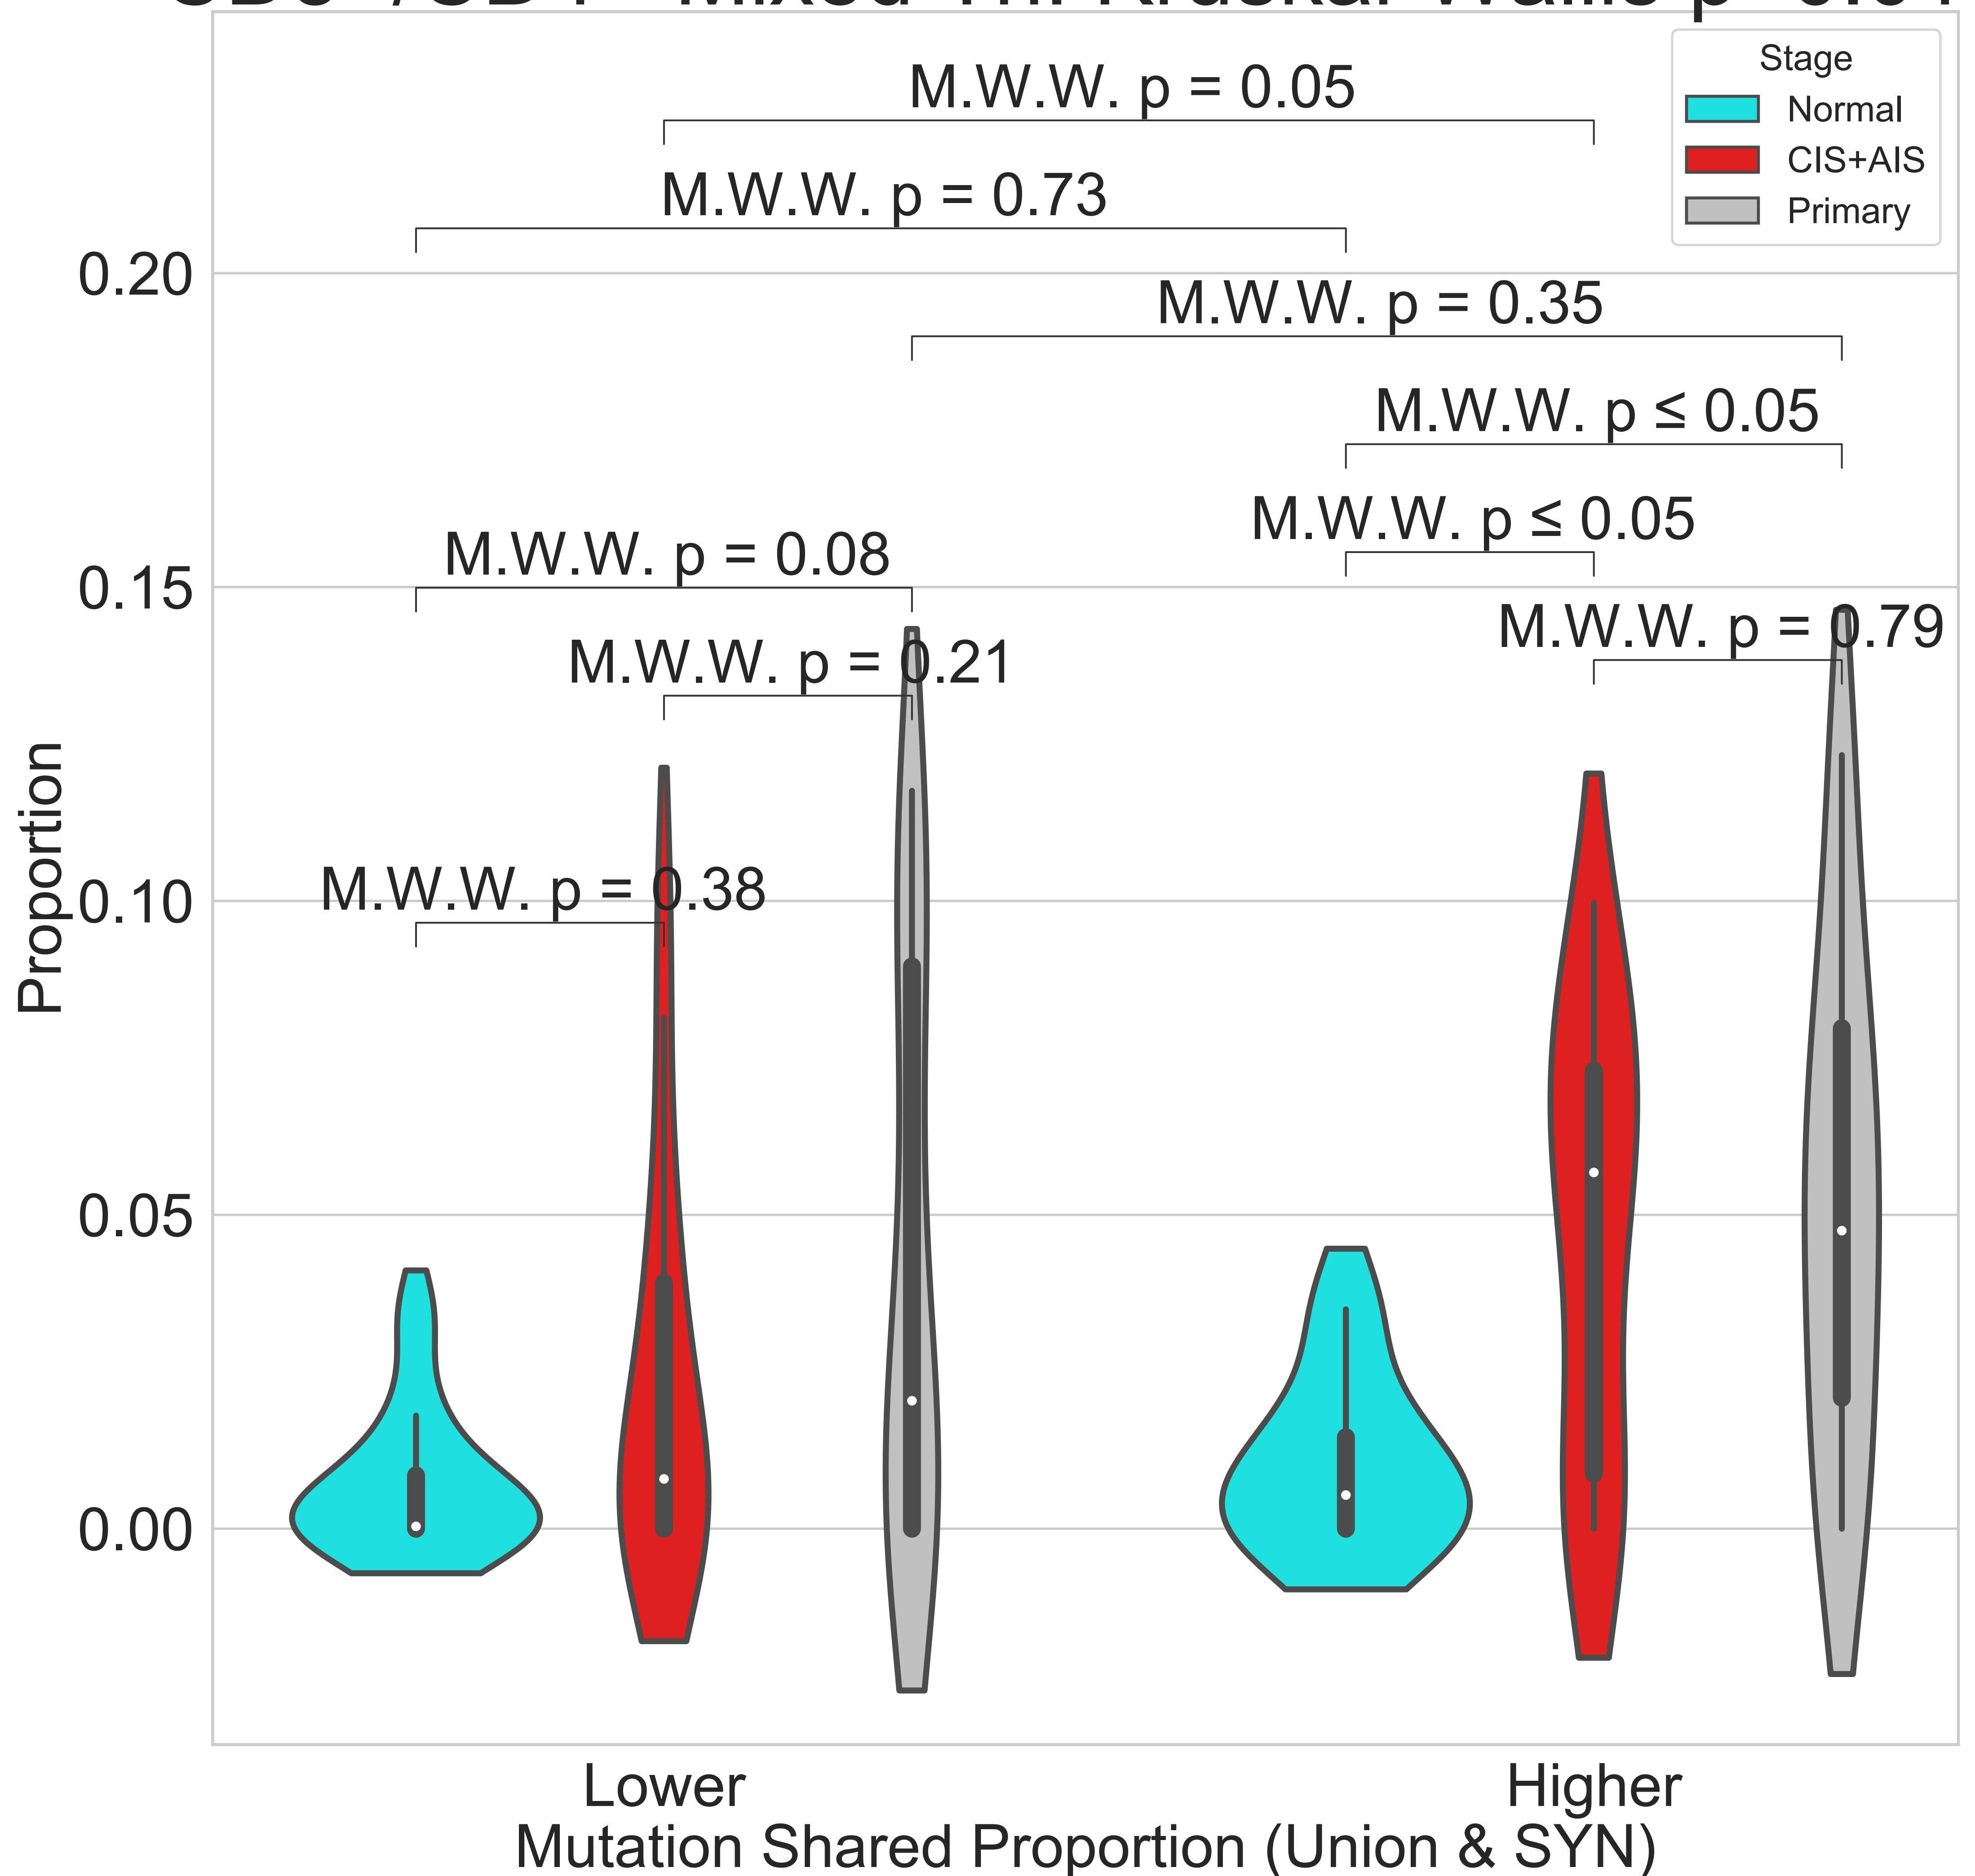 M.W.W. p = 0.05
Stage
Normal
CIS+AIS
Primary
M.W.W. p = 0.73
0.20
M.W.W. p = 0.35
M.W.W. p ≤ 0.05
M.W.W. p ≤ 0.05
M.W.W. p = 0.08
0.15
M.W.W. p = 0.79
M.W.W. p = 0.21
M.W.W. p = 0.38
0.10
Proportion
0.05
0.00
Lower
Higher
Mutation Shared Proportion (Union & SYN)